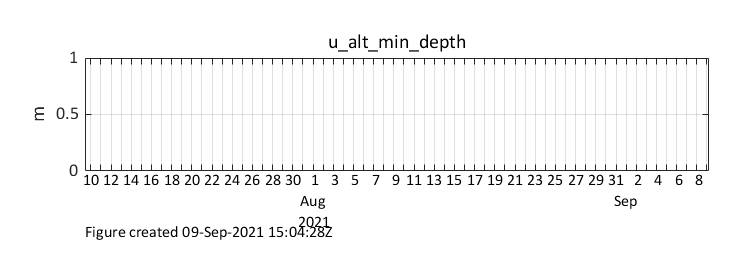 u_alt_min_depth
1
m
0.5
0
10 12 14 16 18 20 22 24 26 28 30 1 3 5 7 9 11 13 15 17 19 21 23 25 27 29 31 2 4 6 8
Aug Sep
2021
Figure created 09-Sep-2021 15:04:28Z